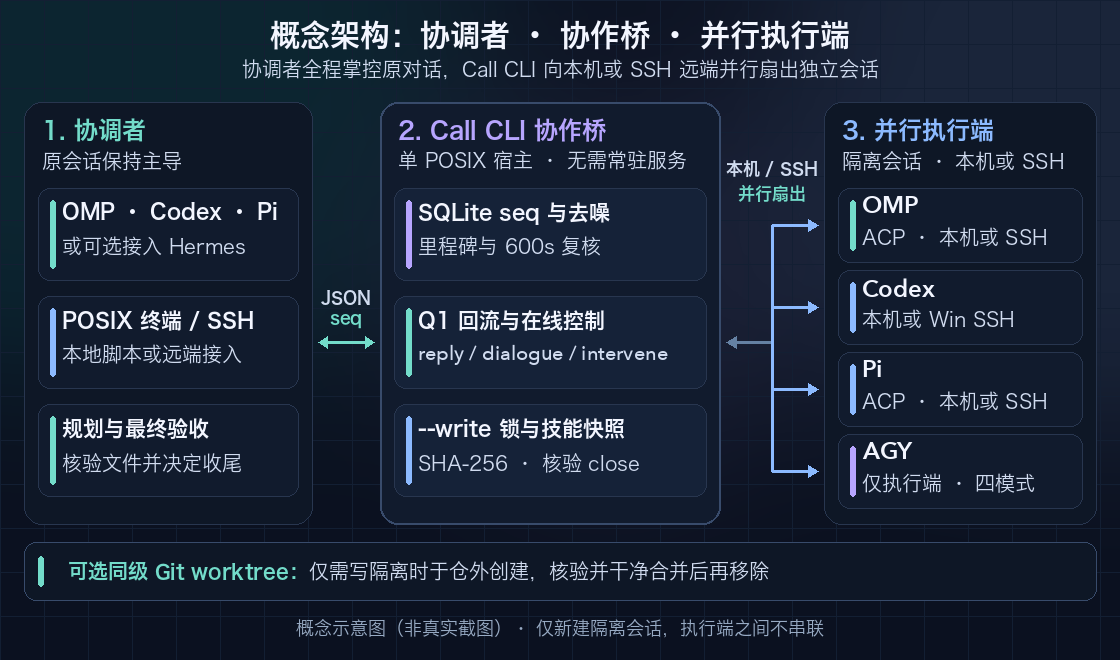 概念架构：协调者 · 协作桥 · 并行执行端
协调者全程掌控原对话，Call CLI 向本机或 SSH 远端并行扇出独立会话
1. 协调者
原会话保持主导
OMP · Codex · Pi
或可选接入 Hermes
POSIX 终端 / SSH
本地脚本或远端接入
规划与最终验收
核验文件并决定收尾
JSON
seq
2. Call CLI 协作桥
单 POSIX 宿主 · 无需常驻服务
SQLite seq 与去噪
里程碑与 600s 复核
Q1 回流与在线控制
reply / dialogue / intervene
--write 锁与技能快照
SHA-256 · 核验 close
本机 / SSH
并行扇出
3. 并行执行端
隔离会话 · 本机或 SSH
OMP
ACP · 本机或 SSH
Codex
本机或 Win SSH
Pi
ACP · 本机或 SSH
AGY
仅执行端 · 四模式
可选同级 Git worktree：仅需写隔离时于仓外创建，核验并干净合并后再移除
概念示意图（非真实截图）· 仅新建隔离会话，执行端之间不串联